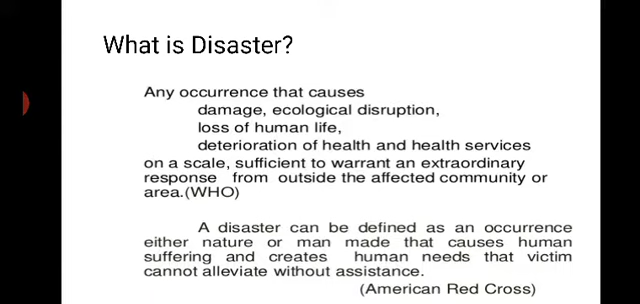 What is Disaster?
Any occurrence that causes
damage, ecological disruption,
loss of human life,
deterioration of health and health services
on a scale, sufficient to warrant an extraordinary
response from outside the affected community or
area.(WHO)
A disaster can be defined as an occurrence
either nature or man made that causes human
suffering and creates human needs that victim
cannot alleviate without assistance.
(American Red Cross)